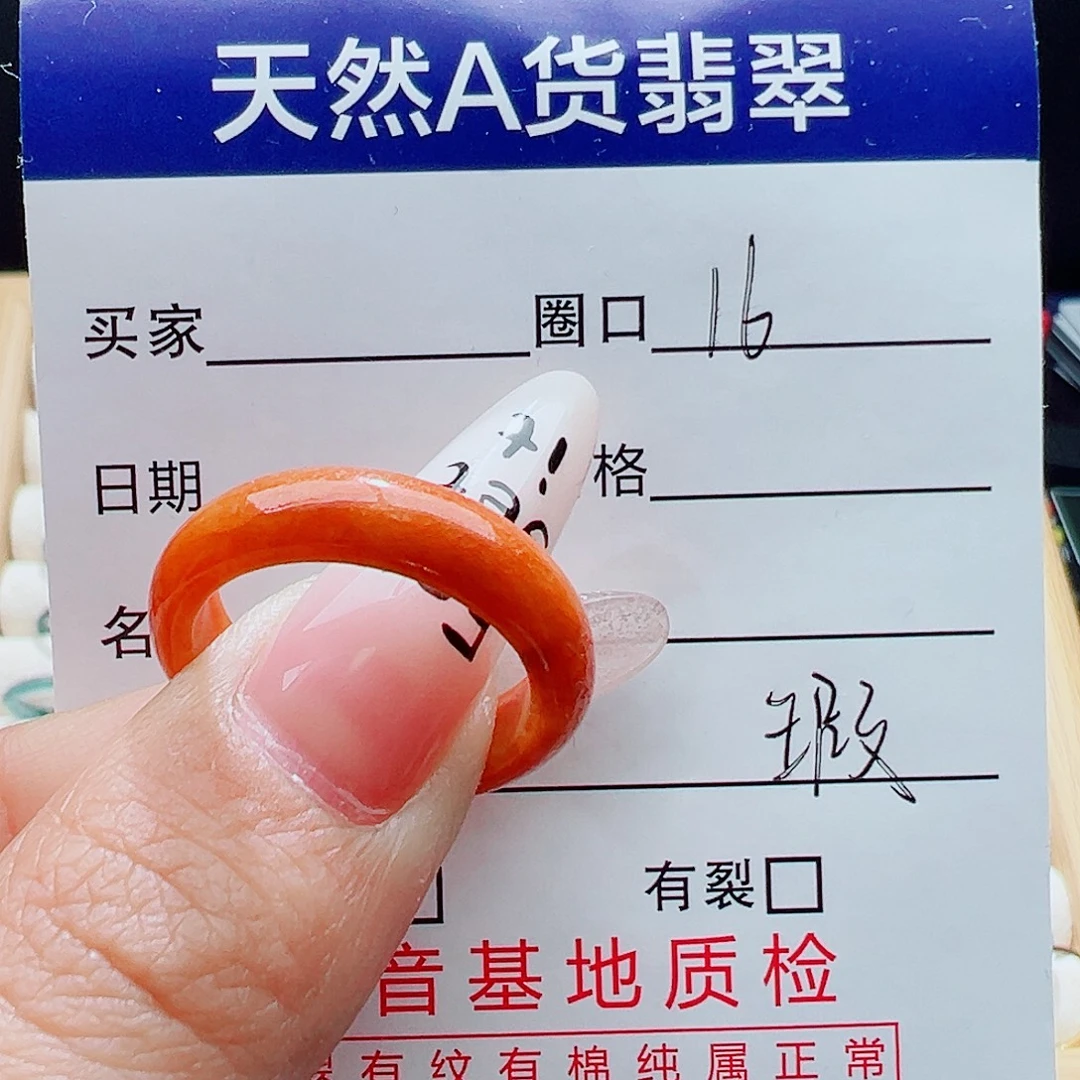 天然A货翡翠
买家 圈口 16
日期 格
名
瑕
有裂
音基地质检
有纹有棉纯属正常